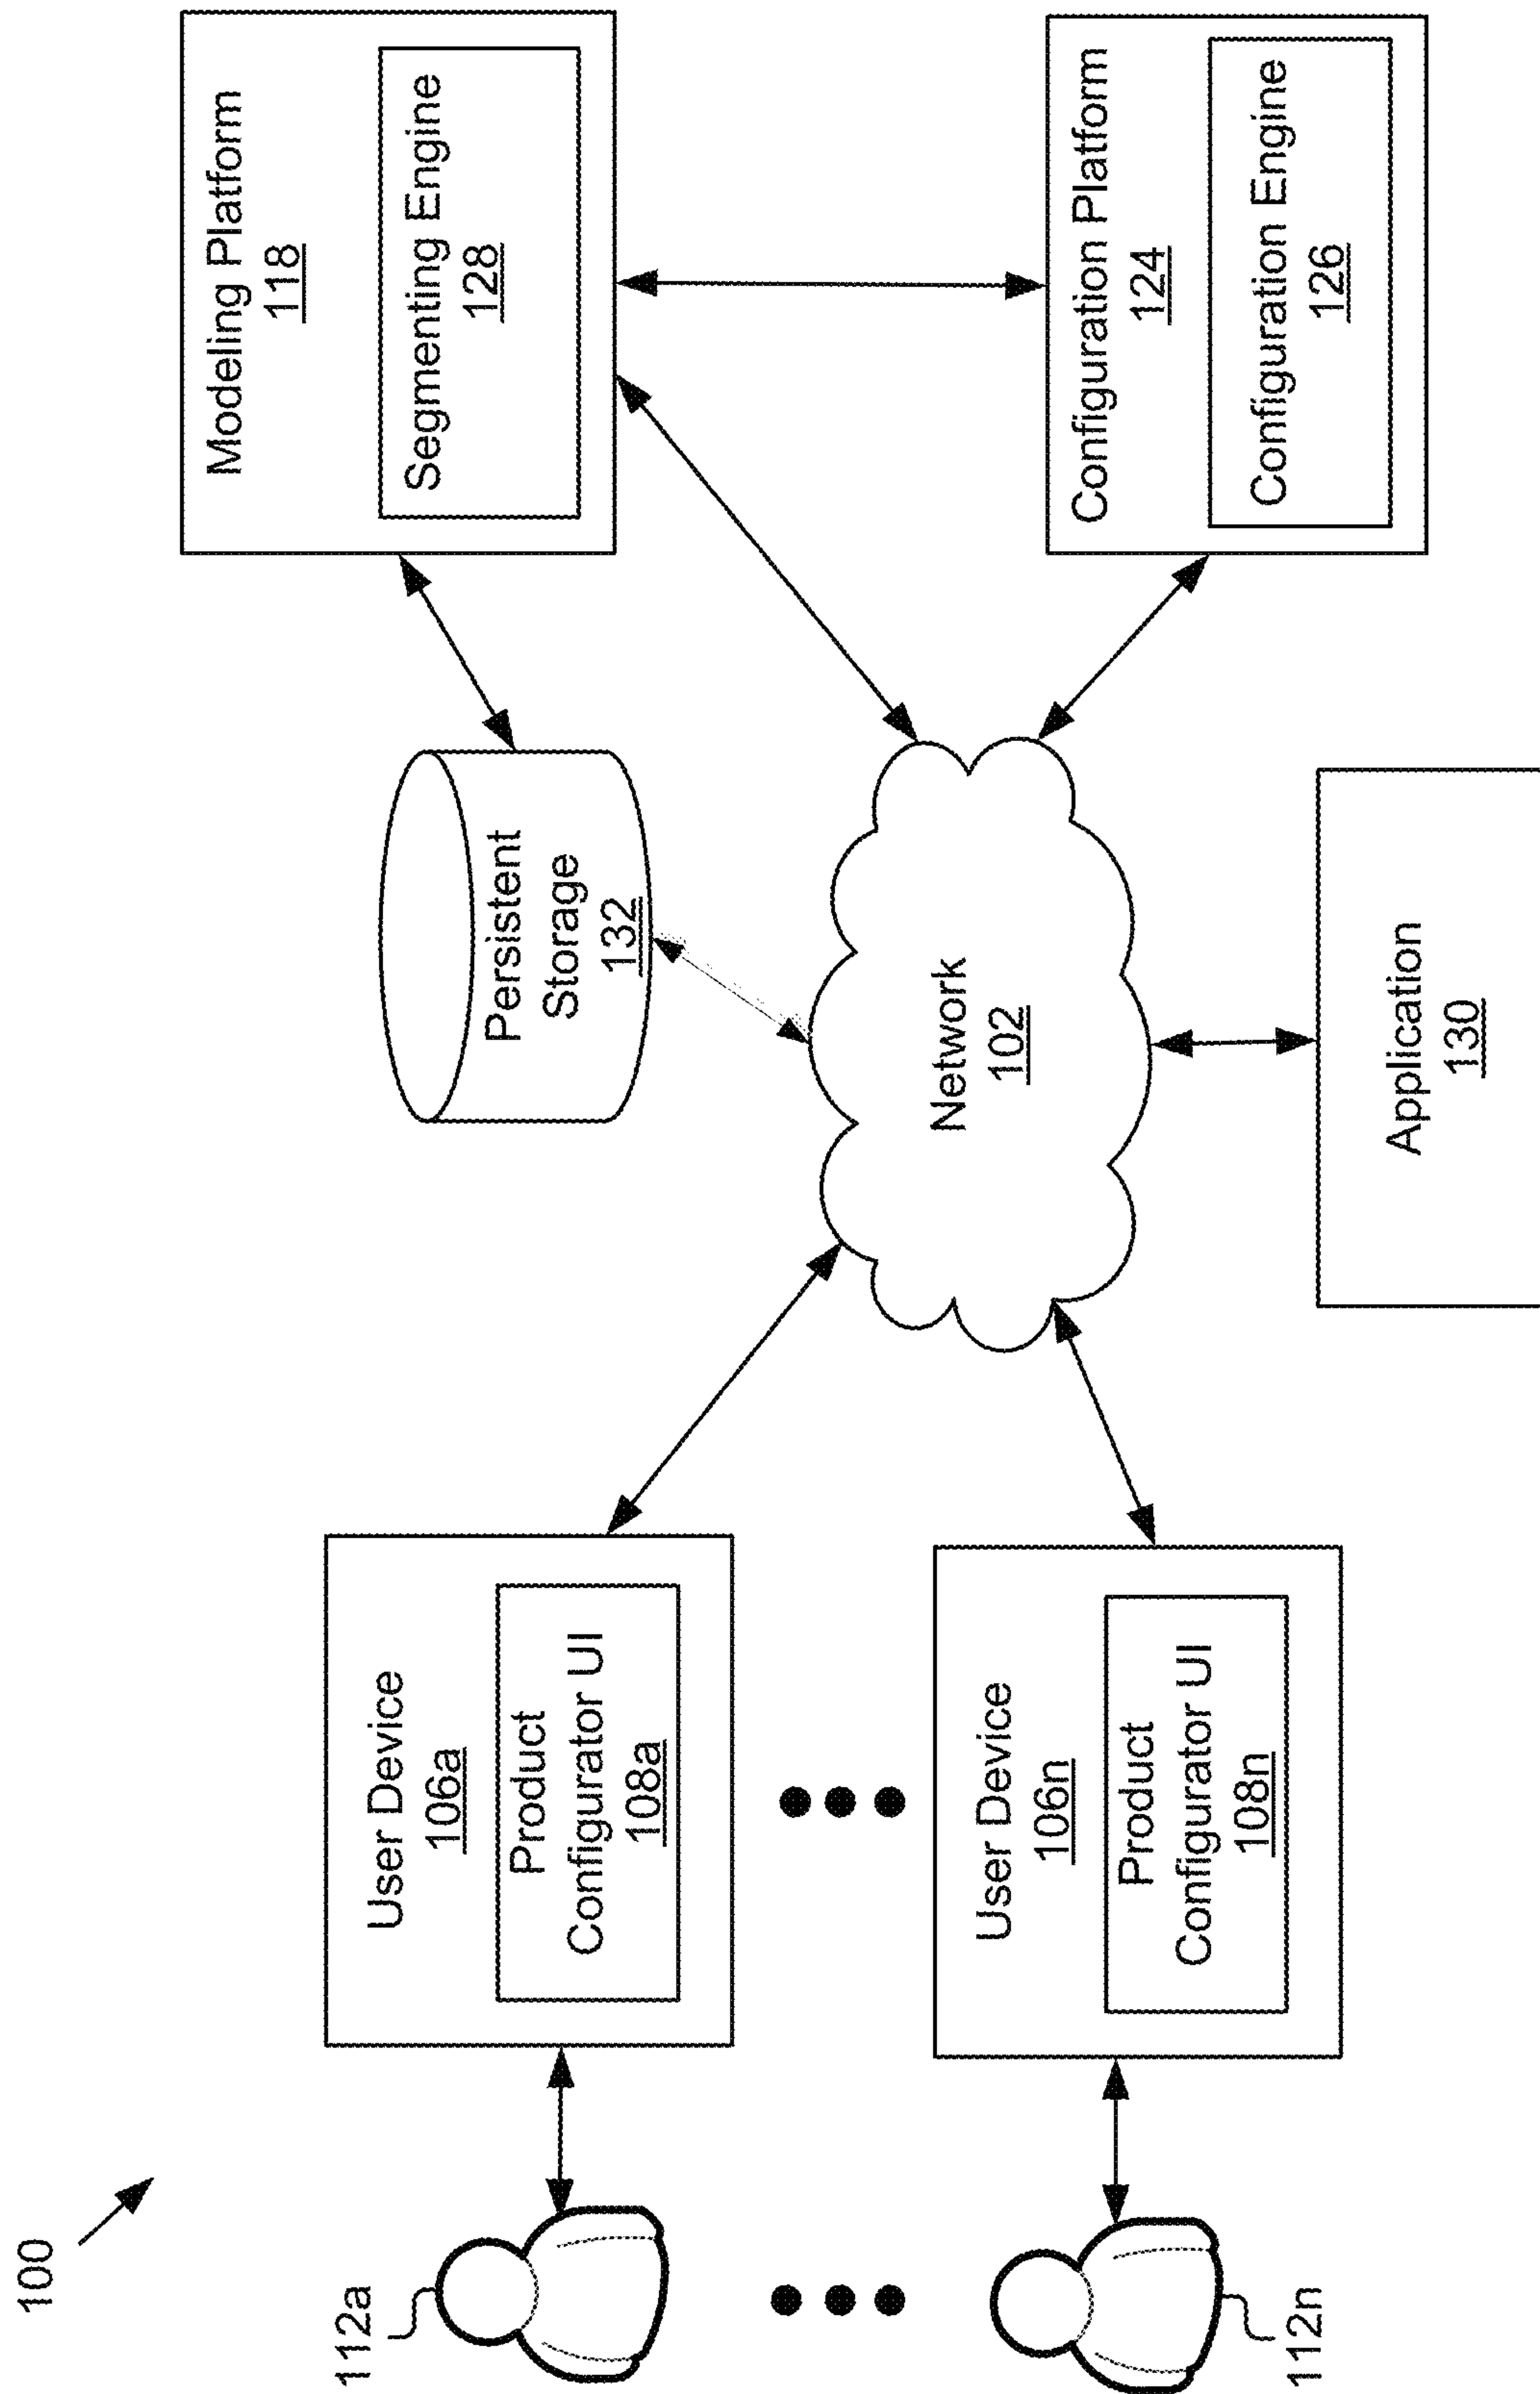 100
112a
112n
User Device
106a
Product
Configurator UI
108a
User Device
106n
Product
Configurator UI
108n
Persistent
Storage
132
Network
102
Application
130
Modeling Platform
118
Segmenting Engine
128
Configuration Platform
124
Configuration Engine
126